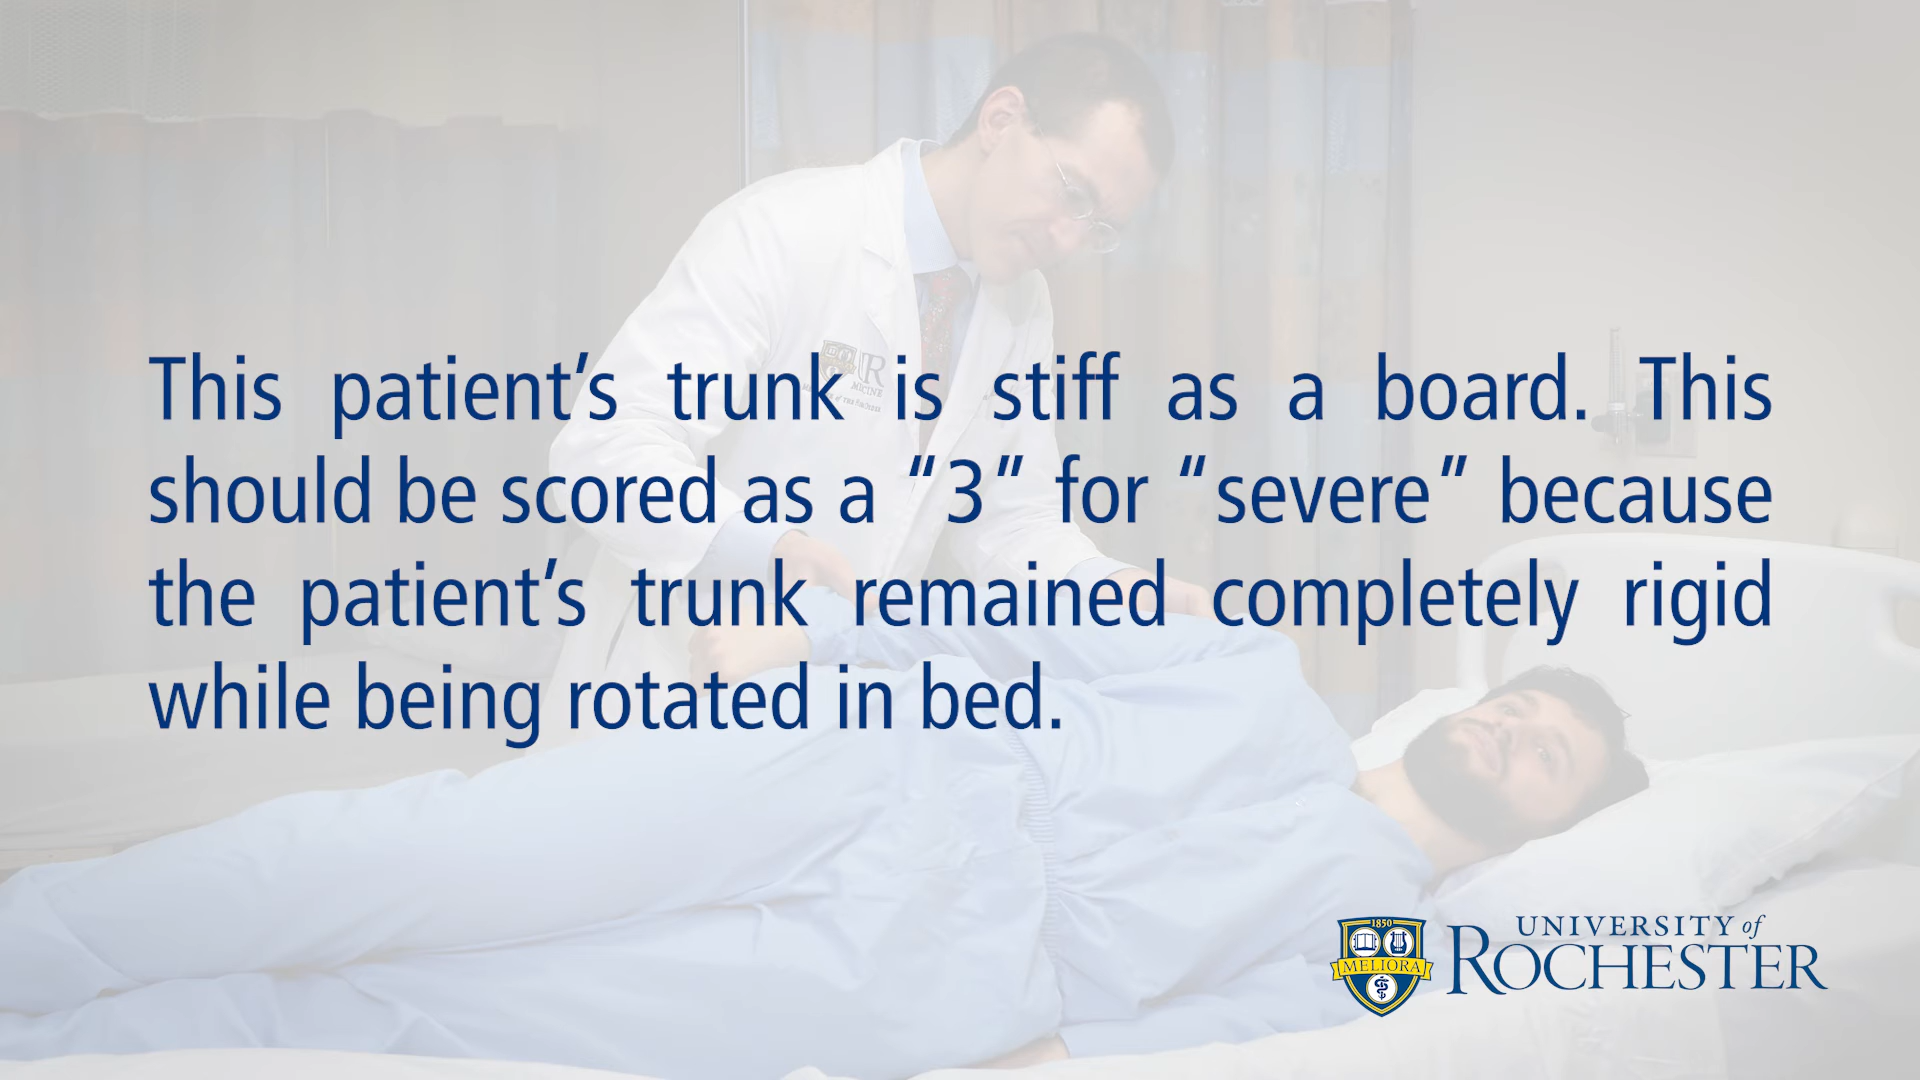 This patient’s trunk is stiff as a board. This
should be scored as a “3” for “severe” because
the patient’s trunk remained completely rigid
while being rotated in bed.
1850
MELIORA
UNIVERSITY of
ROCHESTER